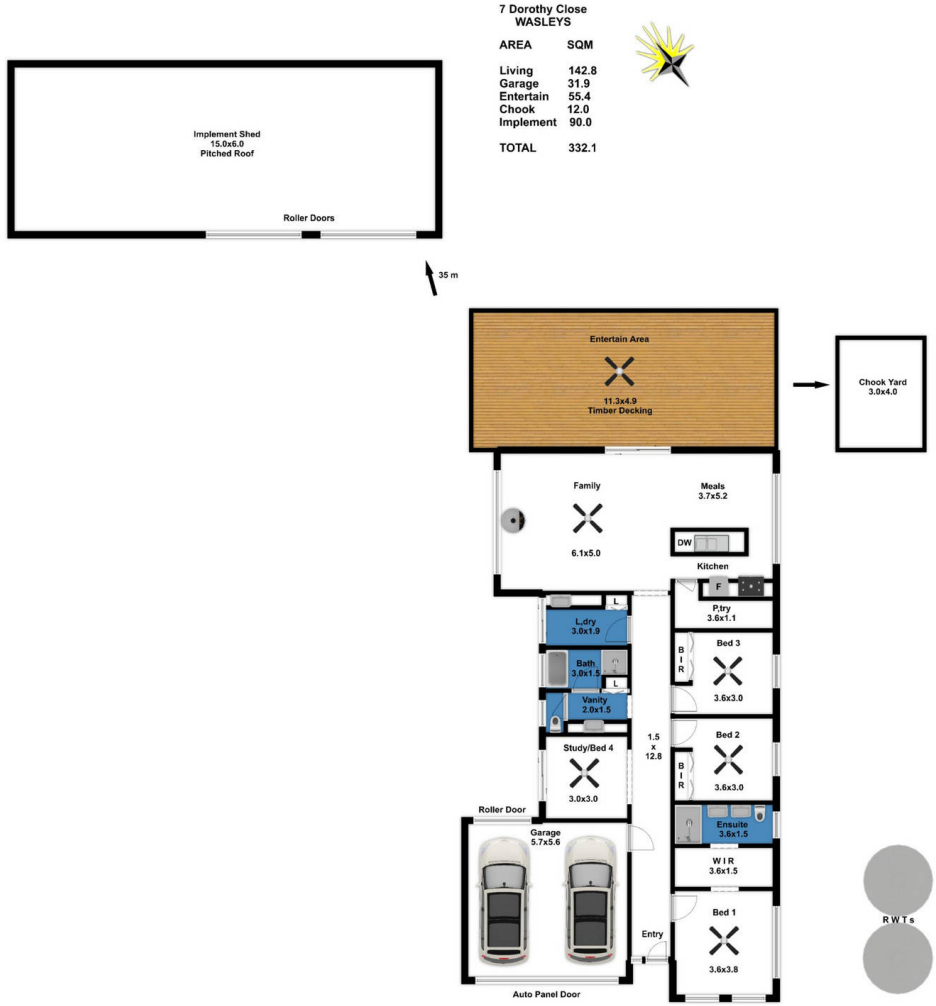 7 Dorothy Close
WASLEYS
AREA SQM
Living 142.8
Garage 31.9
Entertain 55.4
Chook 12.0
Implement 90.0
TOTAL 332.1
Implement Shed
15.0x6.0
Pitched Roof
Roller Doors
35 m
Entertain Area
11.3x4.9
Timber Decking
Chook Yard
3.0x4.0
Family
6.1x5.0
Meals
3.7x5.2
DW
Kitchen
F
P,try
3.6x1.1
L
L,dry
3.0x1.9
Bath
3.0x1.5
L
Vanity
2.0x1.5
B
I
R
Bed 3
3.6x3.0
1.5
x
12.8
Bed 2
B
I
R
3.6x3.0
Study/Bed 4
3.0x3.0
Ensuite
3.6x1.5
Roller Door
Garage
5.7x5.6
W I R
3.6x1.5
Bed 1
3.6x3.8
Entry
Auto Panel Door
R W T s